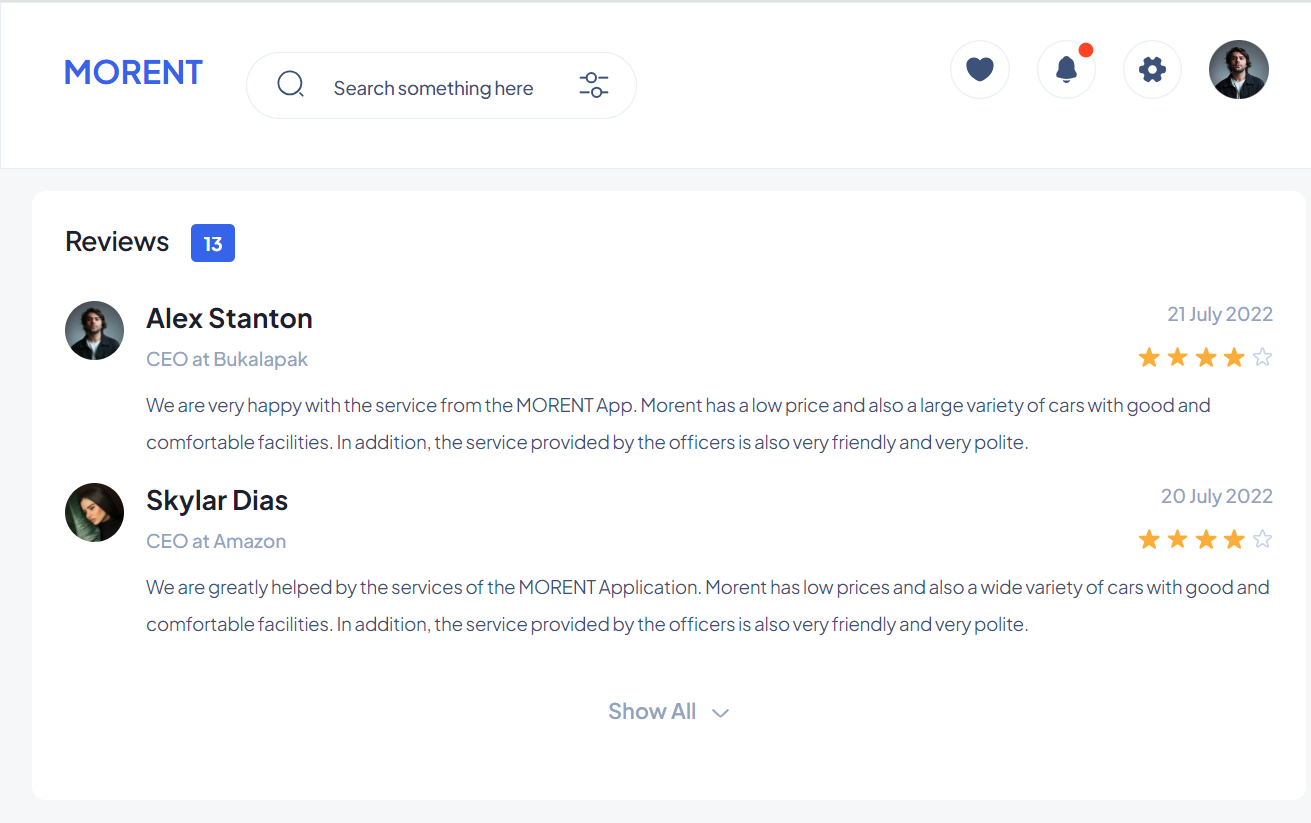 MORENT
Search something here
Reviews 13
Alex Stanton
21 July 2022
CEO at Bukalapak
We are very happy with the service from the MORENT App. Morent has a low price and also a large variety of cars with good and
comfortable facilities. In addition, the service provided by the officers is also very friendly and very polite.
Skylar Dias
20 July 2022
CEO at Amazon
We are greatly helped by the services of the MORENT Application. Morent has low prices and also a wide variety of cars with good and
comfortable facilities. In addition, the service provided by the officers is also very friendly and very polite.
Show All